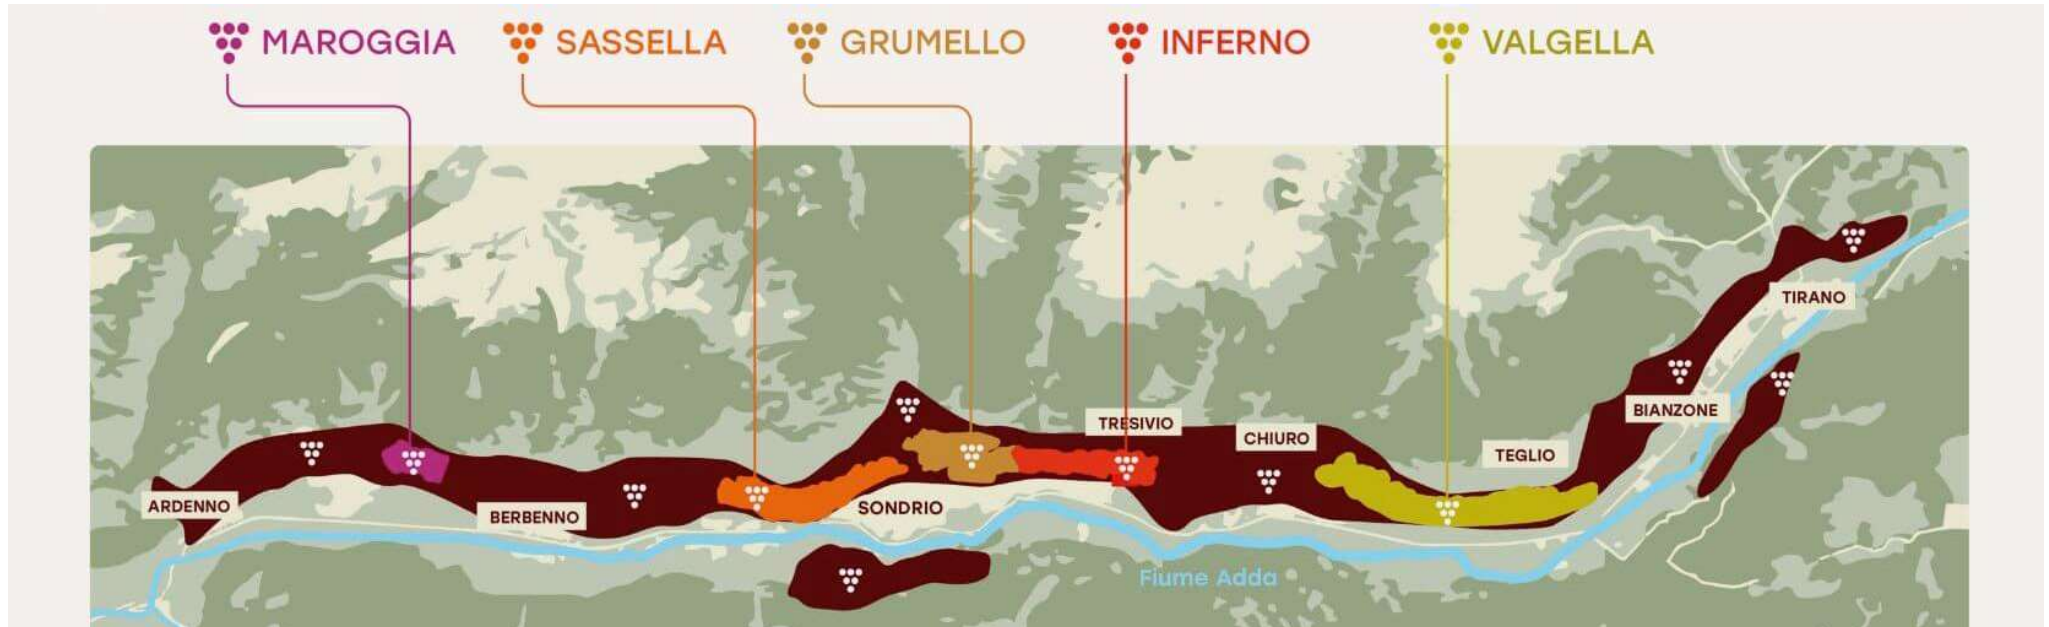 MAROGGIA
SASSELLA
GRUMELLO
INFERNO
VALGELLA
TIRANO
BIANZONE
TRESIVIO
CHIURO
TEGLIO
ARDENNO
BERBENNO
SONDRIO
Fiume Adda